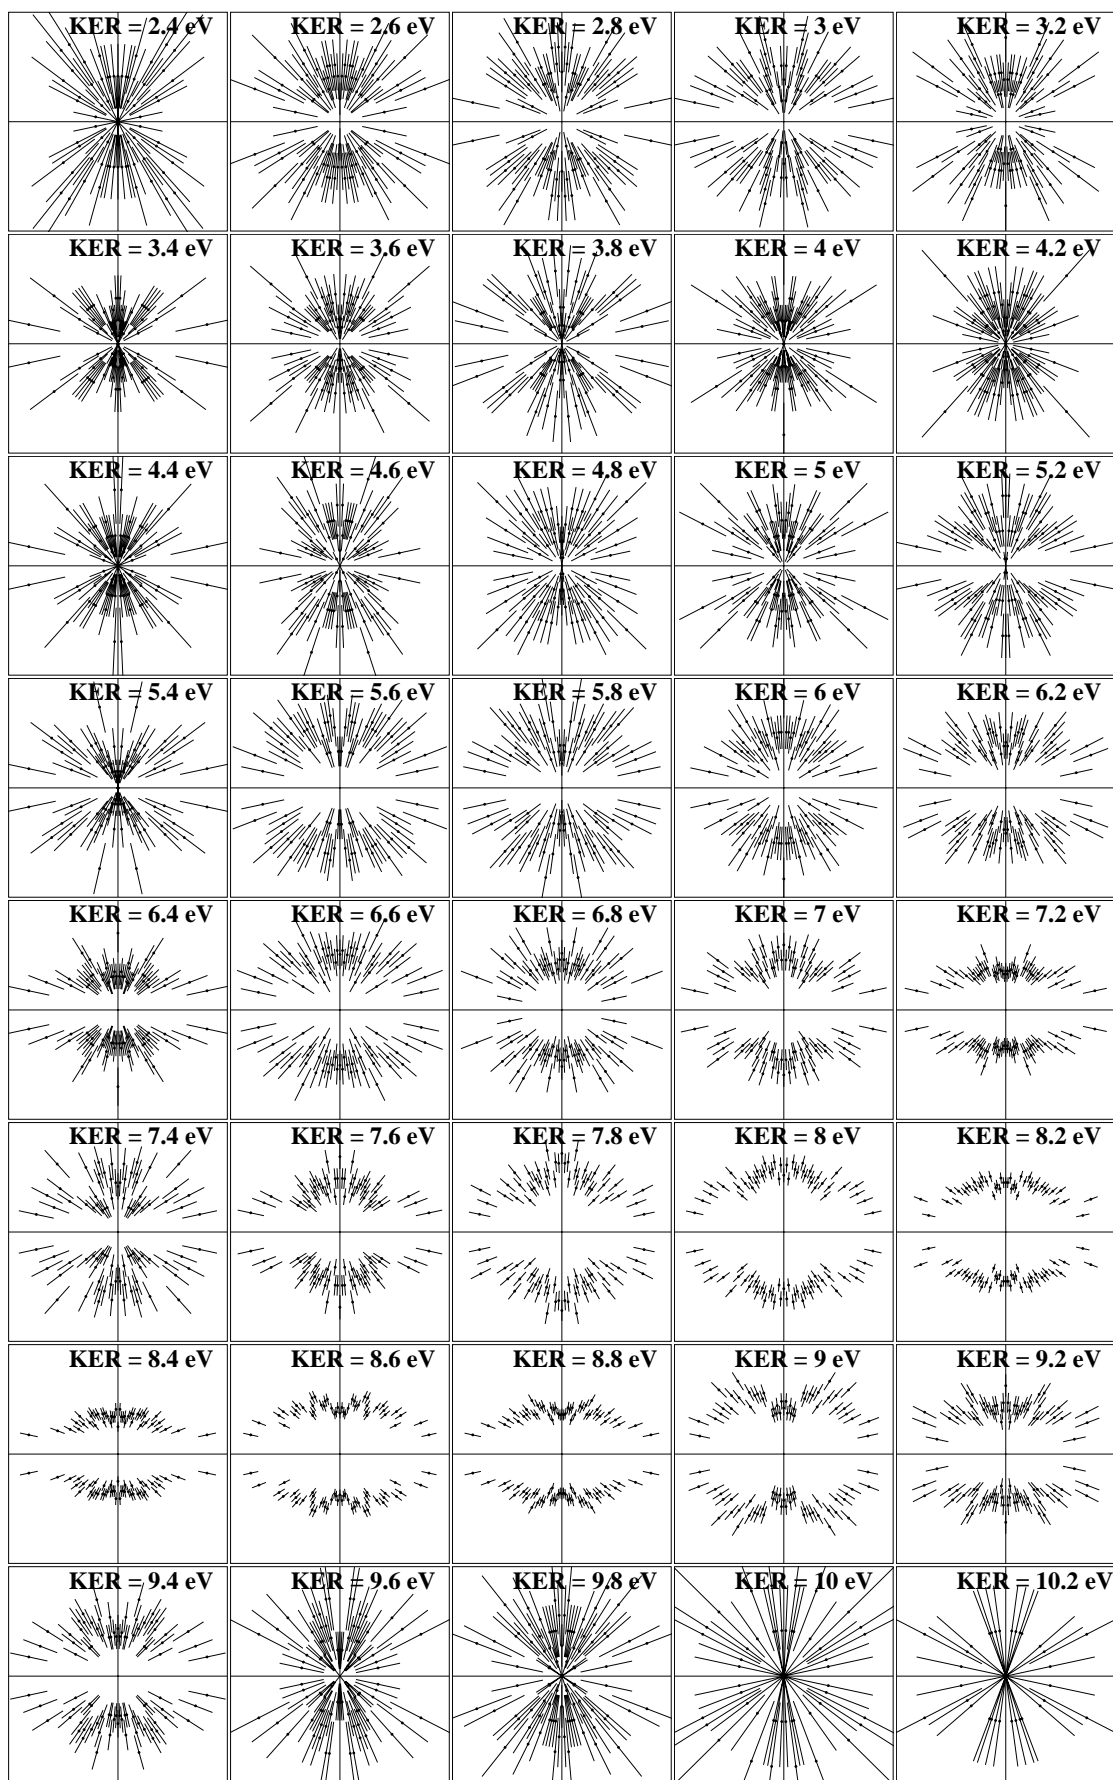 KER = 2.4 eV
KER = 2.6 eV
KER = 2.8 eV
KER = 3 eV
KER = 3.2 eV
KER = 3.4 eV
KER = 3.6 eV
KER = 3.8 eV
KER = 4 eV
KER = 4.2 eV
KER = 4.4 eV
KER = 4.6 eV
KER = 4.8 eV
KER = 5 eV
KER = 5.2 eV
KER = 5.4 eV
KER = 5.6 eV
KER = 5.8 eV
KER = 6 eV
KER = 6.2 eV
KER = 6.4 eV
KER = 6.6 eV
KER = 6.8 eV
KER = 7 eV
KER = 7.2 eV
KER = 7.4 eV
KER = 7.6 eV
KER = 7.8 eV
KER = 8 eV
KER = 8.2 eV
KER = 8.4 eV
KER = 8.6 eV
KER = 8.8 eV
KER = 9 eV
KER = 9.2 eV
KER = 9.4 eV
KER = 9.6 eV
KER = 9.8 eV
KER = 10 eV
KER = 10.2 eV